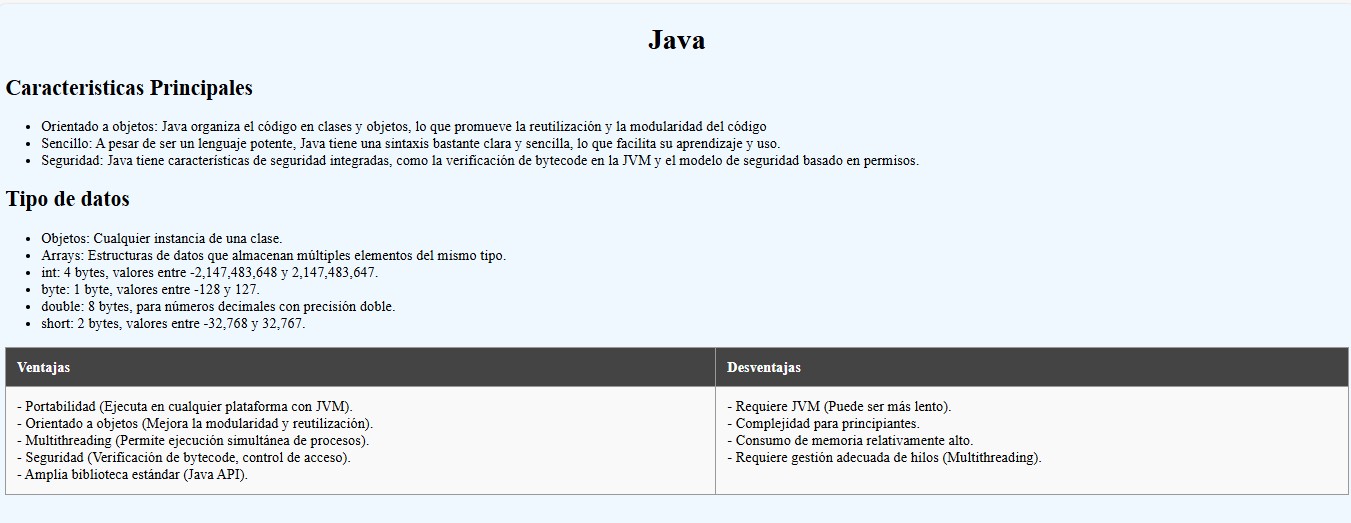 Java
Caracteristicas Principales
• Orientado a objetos: Java organiza el código en clases y objetos, lo que promueve la reutilización y la modularidad del código
• Sencillo: A pesar de ser un lenguaje potente, Java tiene una sintaxis bastante clara y sencilla, lo que facilita su aprendizaje y uso.
• Seguridad: Java tiene características de seguridad integradas, como la verificación de bytecode en la JVM y el modelo de seguridad basado en permisos.
Tipo de datos
• Objetos: Cualquier instancia de una clase.
• Arrays: Estructuras de datos que almacenan múltiples elementos del mismo tipo.
• int: 4 bytes, valores entre -2,147,483,648 y 2,147,483,647.
• byte: 1 byte, valores entre -128 y 127.
• double: 8 bytes, para números decimales con precisión doble.
• short: 2 bytes, valores entre -32,768 y 32,767.
Ventajas
- Portabilidad (Ejecuta en cualquier plataforma con JVM).
- Orientado a objetos (Mejora la modularidad y reutilización).
- Multithreading (Permite ejecución simultánea de procesos).
- Seguridad (Verificación de bytecode, control de acceso).
- Amplia biblioteca estándar (Java API).
Desventajas
- Requiere JVM (Puede ser más lento).
- Complejidad para principiantes.
- Consumo de memoria relativamente alto.
- Requiere gestión adecuada de hilos (Multithreading).